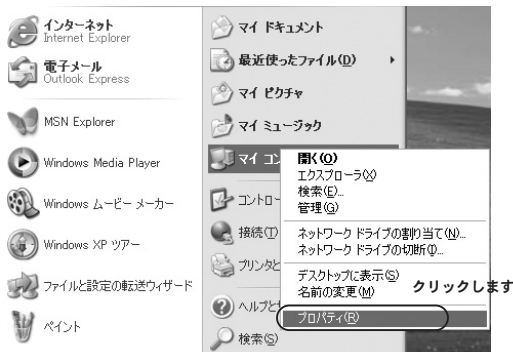 インターネット
Internet Explorer
電子メール
Outlook Express
MSN Explorer
Windows Media Player
Windows ムービー メーカー
Windows XP ツアー
ファイルと設定の転送ウィザード
ペイント
マイ ドキュメント
最近使ったファイル(D)
マイ ピクチャ
マイ ミュージック
マイ コン
コントロー
接続(T)
プリンタと
ヘルプと
検索(S)
開く(O)
エクスプローラ(X)
検索(E)...
管理(G)
ネットワーク ドライブの割り当て(N)...
ネットワーク ドライブの切断(I)...
デスクトップに表示(S)
名前の変更(M)
プロパティ(R)
クリックします